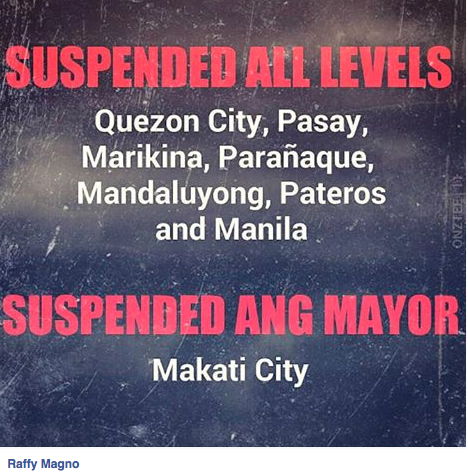 SUSPENDED ALL LEVELS
Quezon City, Pasay,
Marikina, Parañaque,
Mandaluyong, Pateros
and Manila
SUSPENDED ANG MAYOR
Makati City
Raffy Magno